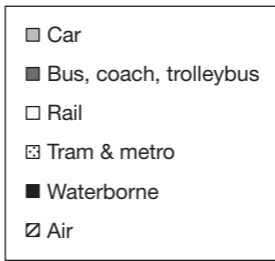 Car
Bus, coach, trolleybus
Rail
Tram & metro
Waterborne
Air